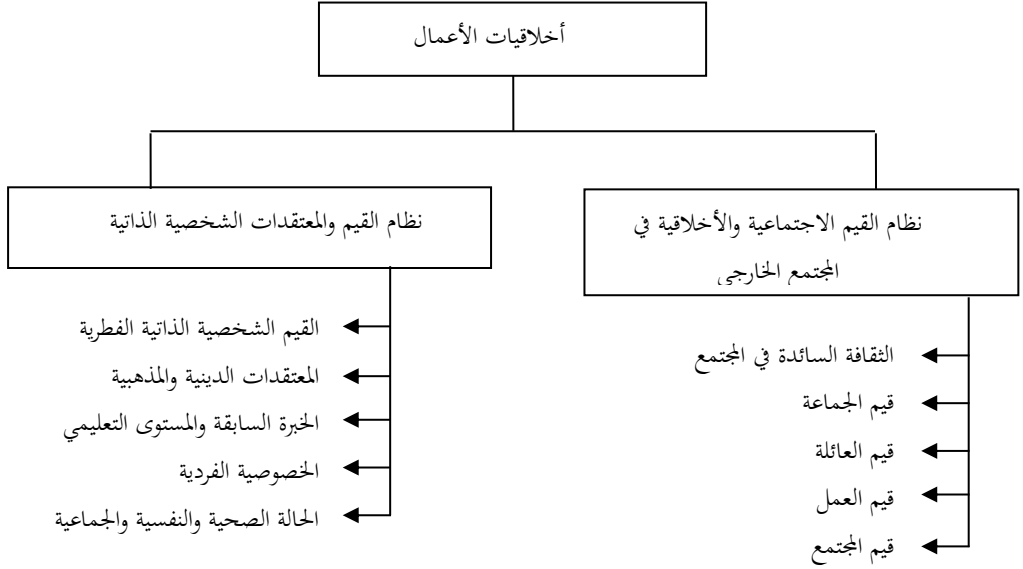 أخلاقيات الأعمال
نظام القيم الاجتماعية والأخلاقية في
المجتمع الخارجي
الثقافة السائدة في المجتمع
قيم الجماعة
قيم العائلة
قيم العمل
قيم المجتمع
نظام القيم والمعتقدات الشخصية الذاتية
القيم الشخصية الذاتية الفطرية
المعتقدات الدينية والمذهبية
الخبرة السابقة والمستوى التعليمي
الخصوصية الفردية
الحالة الصحية والنفسية والجماعية